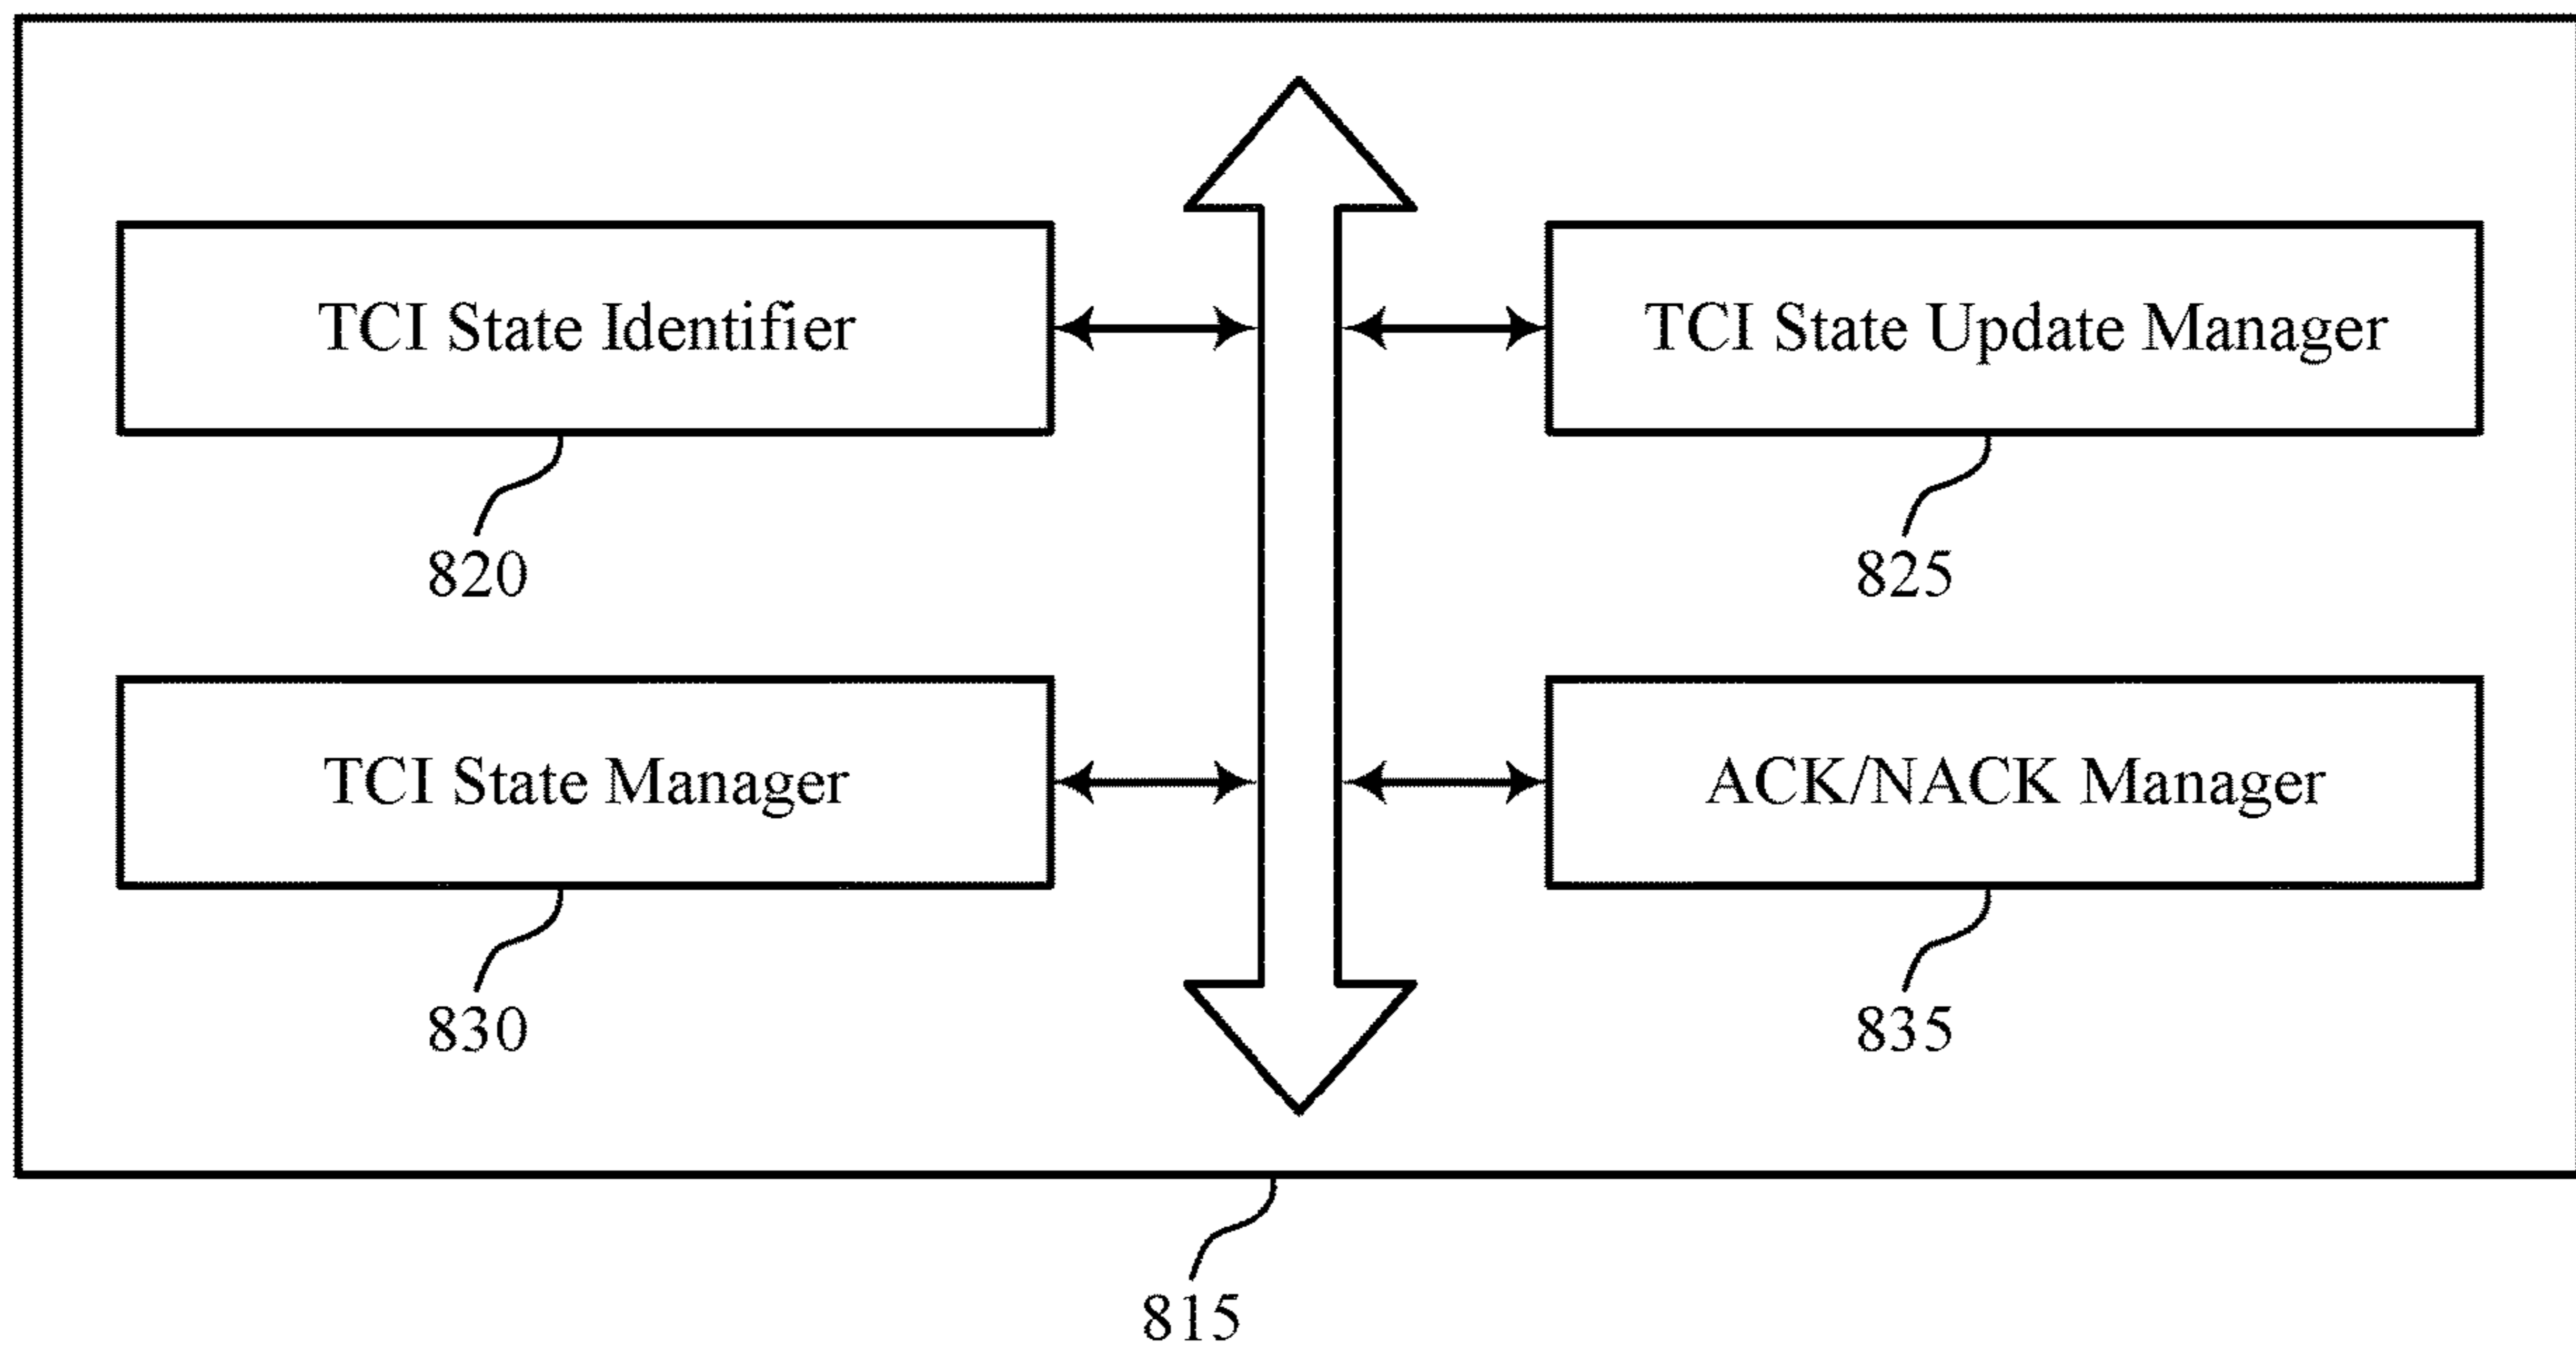 TCI State Identifier
TCI State Update Manager
820
825
TCI State Manager
ACK/NACK Manager
830
835
815